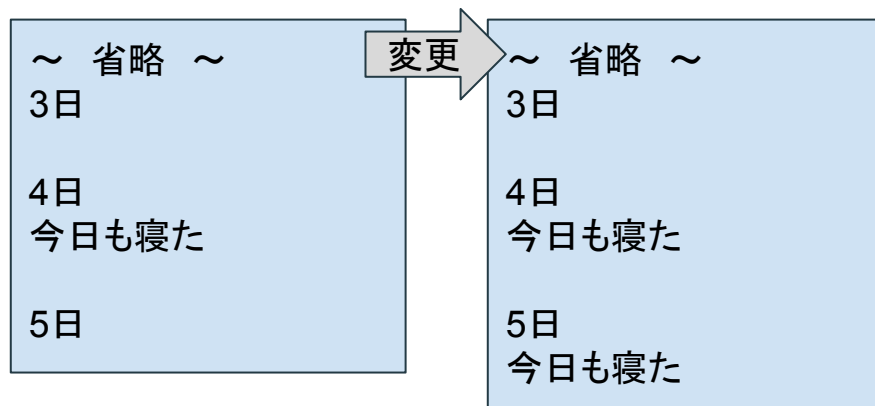 ～ 省略 ～
3日
4日
今日も寝た
5日
変更
～ 省略 ～
3日
4日
今日も寝た
5日
今日も寝た